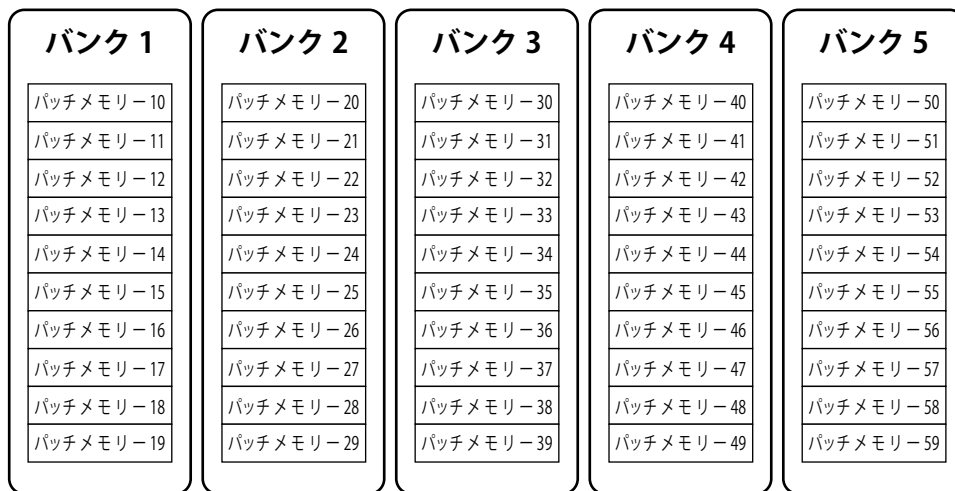 バンク 1
パッチメモリー10
パッチメモリー11
パッチメモリー12
パッチメモリー13
パッチメモリー14
パッチメモリー15
パッチメモリー16
パッチメモリー17
パッチメモリー18
パッチメモリー19
バンク 2
パッチメモリー20
パッチメモリー21
パッチメモリー22
パッチメモリー23
パッチメモリー24
パッチメモリー25
パッチメモリー26
パッチメモリー27
パッチメモリー28
パッチメモリー29
バンク 3
パッチメモリー30
パッチメモリー31
パッチメモリー32
パッチメモリー33
パッチメモリー34
パッチメモリー35
パッチメモリー36
パッチメモリー37
パッチメモリー38
パッチメモリー39
バンク 4
パッチメモリー40
パッチメモリー41
パッチメモリー42
パッチメモリー43
パッチメモリー44
パッチメモリー45
パッチメモリー46
パッチメモリー47
パッチメモリー48
パッチメモリー49
バンク 5
パッチメモリー50
パッチメモリー51
パッチメモリー52
パッチメモリー53
パッチメモリー54
パッチメモリー55
パッチメモリー56
パッチメモリー57
パッチメモリー58
パッチメモリー59